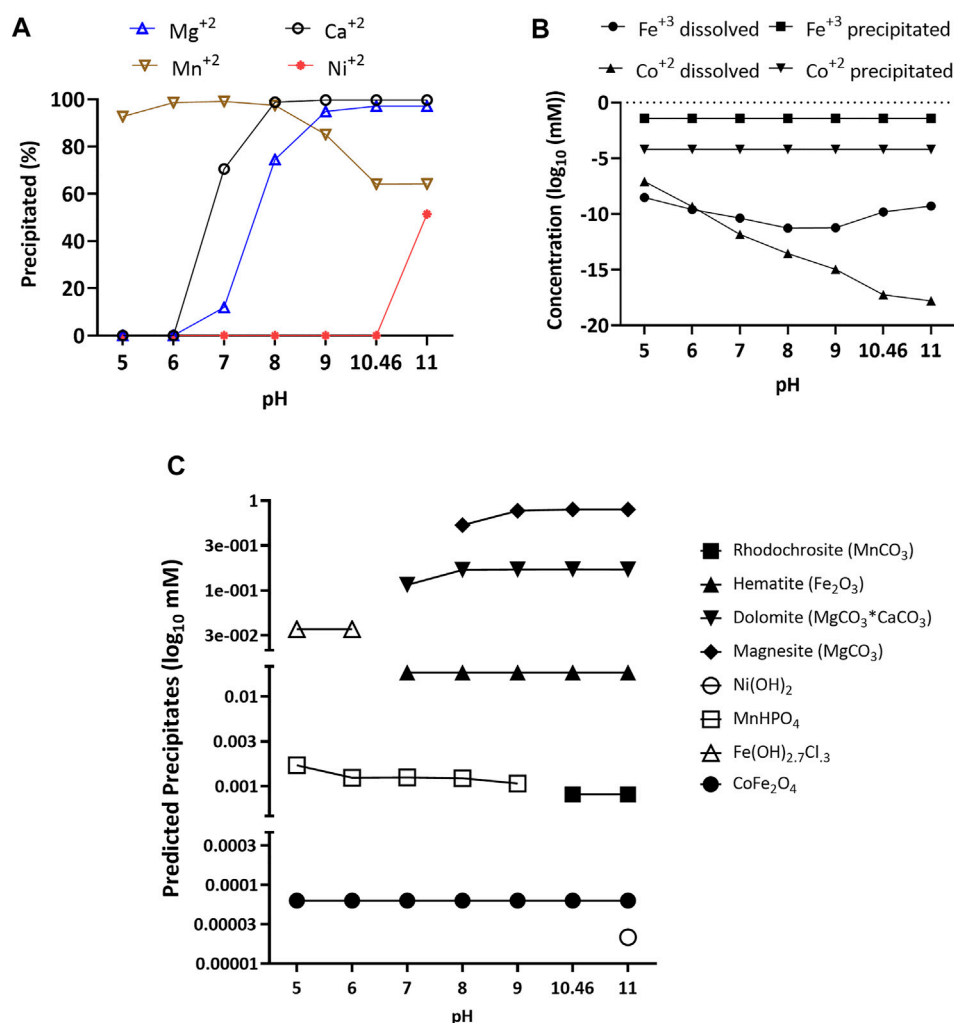 A
Mg+2
Ca+2
Mn+2
Ni+2
Precipitated (%)
100
80
60
40
20
0
5 6 7 8 9 10.46 11
pH
B
Fe+3 dissolved
Fe+3 precipitated
Co+2 dissolved
Co+2 precipitated
Concentration (log10 (mM))
0
-5
-10
-15
-20
5 6 7 8 9 10.46 11
pH
C
Predicted Precipitates (log10 mM)
1
3e-001
1e-001
3e-002
0.01
0.003
0.001
0.0003
0.0001
0.00003
0.00001
5 6 7 8 9 10.46 11
pH
Rhodochrosite (MnCO3)
Hematite (Fe2O3)
Dolomite (MgCO3*CaCO3)
Magnesite (MgCO3)
Ni(OH)2
MnHPO4
Fe(OH)2.7Cl.3
CoFe2O4